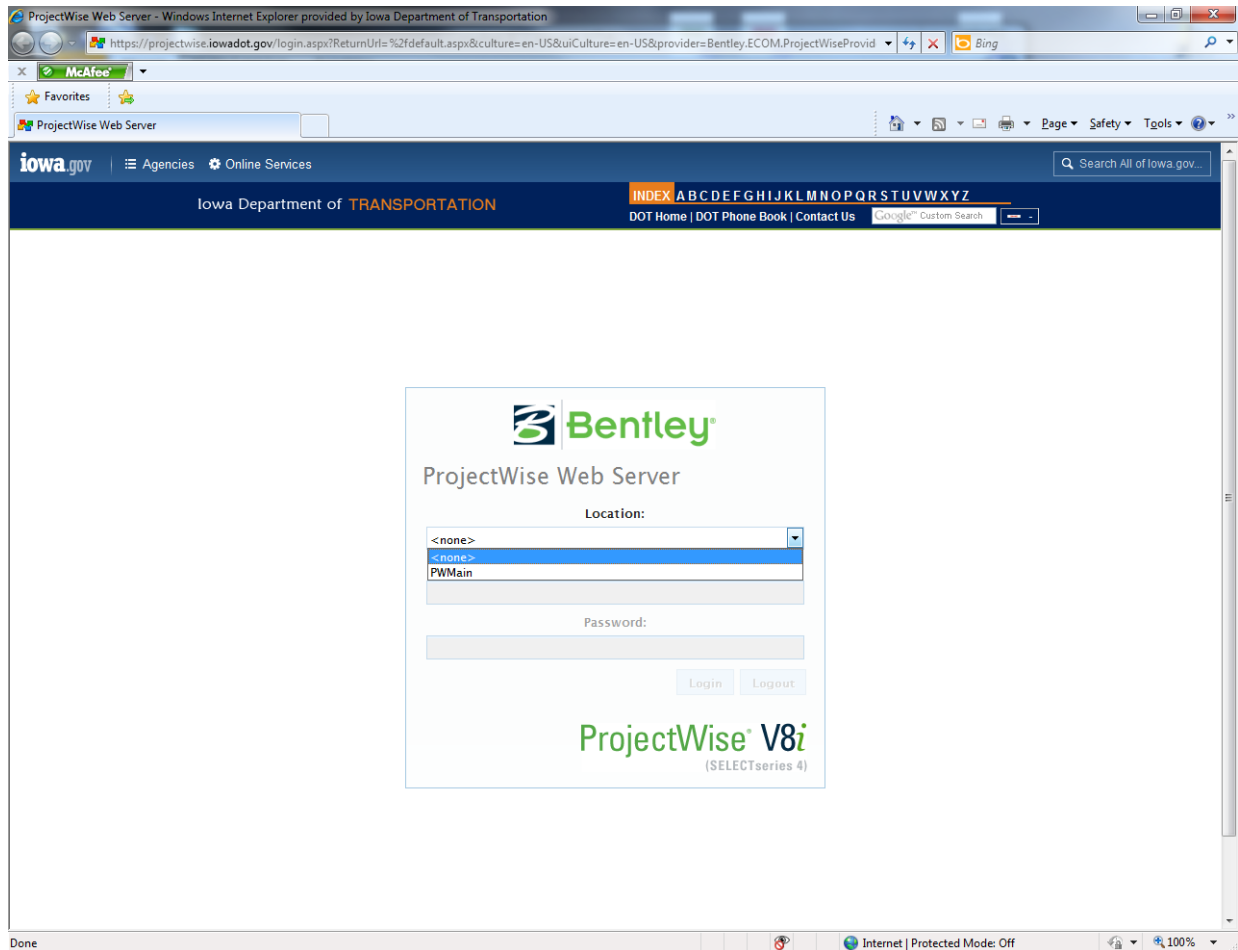 ProjectWise Web Server - Windows Internet Explorer provided by Iowa Department of Transportation
https://projectwise.iowadot.gov/login.aspx?ReturnUrl=%2fdefault.aspx&culture=en-US&uiCulture=en-US&provider=Bentley.ECOM.ProjectWiseProvid
Bing
X McAfee
Favorites
ProjectWise Web Server
Page Safety Tools
iowa.gov Agencies Online Services Search All of Iowa.gov...
Iowa Department of TRANSPORTATION
INDEX A B C D E F G H I J K L M N O P Q R S T U V W X Y Z
DOT Home | DOT Phone Book | Contact Us Google™ Custom Search
Bentley®
ProjectWise Web Server
Location:
<none>
<none>
PWMain
Password:
Login Logout
ProjectWise® V8i
(SELECTseries 4)
Done Internet | Protected Mode: Off 100%